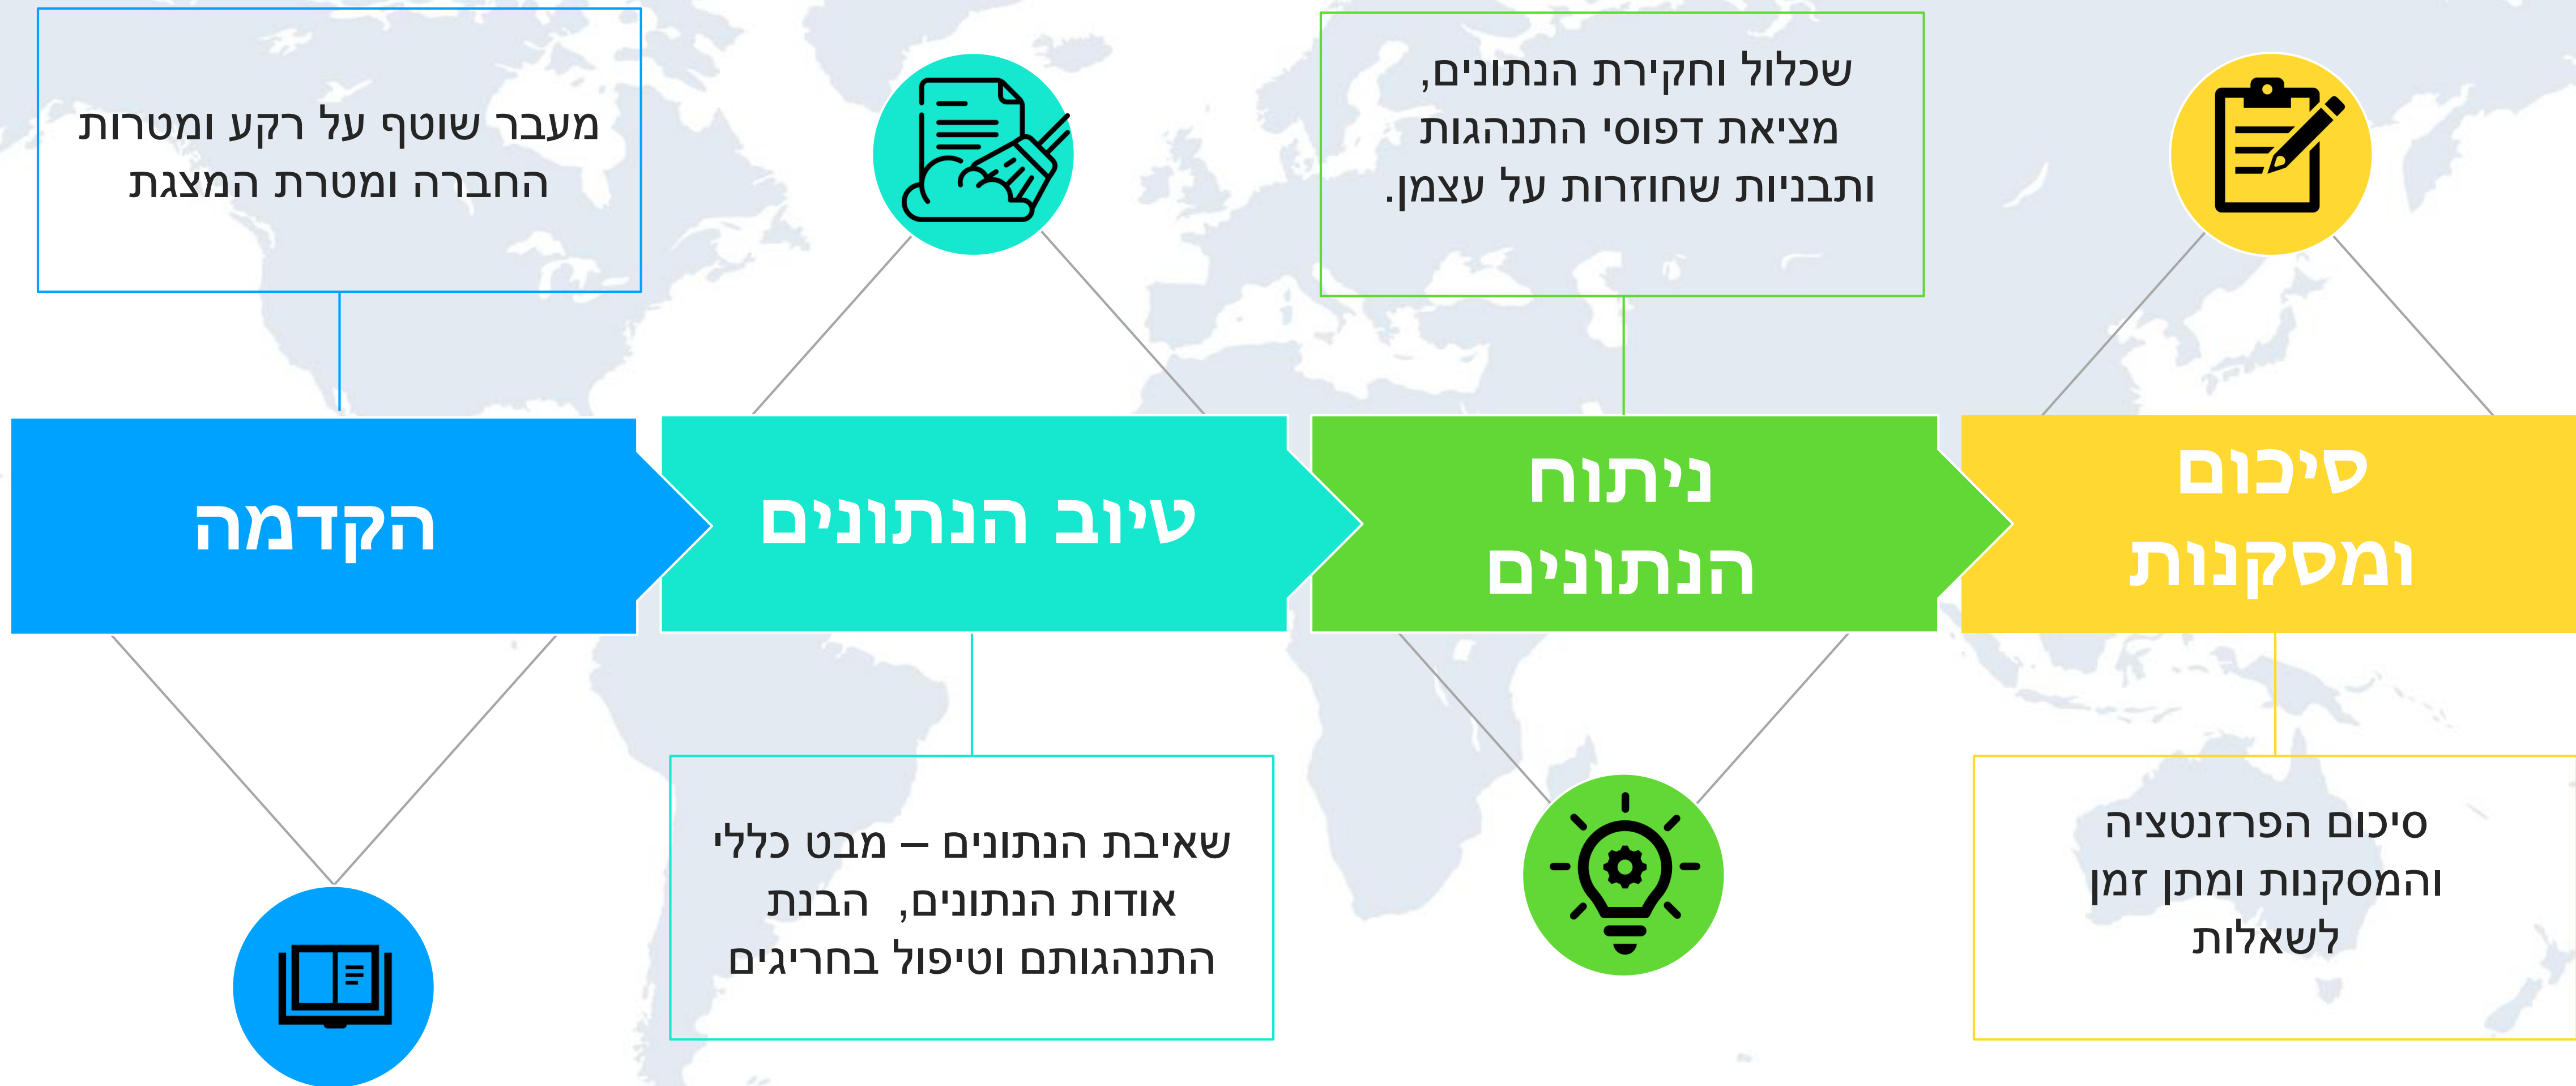 מעבר שוטף על רקע ומטרות
החברה ומטרת המצגת
הקדמה
טיוב הנתונים
שאיבת הנתונים – מבט כללי
אודות הנתונים, הבנת
התנהגותם וטיפול בחריגים
שכלול וחקירת הנתונים,
מציאת דפוסי התנהגות
ותבניות שחוזרות על עצמן.
ניתוח
הנתונים
סיכום
ומסקנות
סיכום הפרזנטציה
והמסקנות ומתן זמן
לשאלות